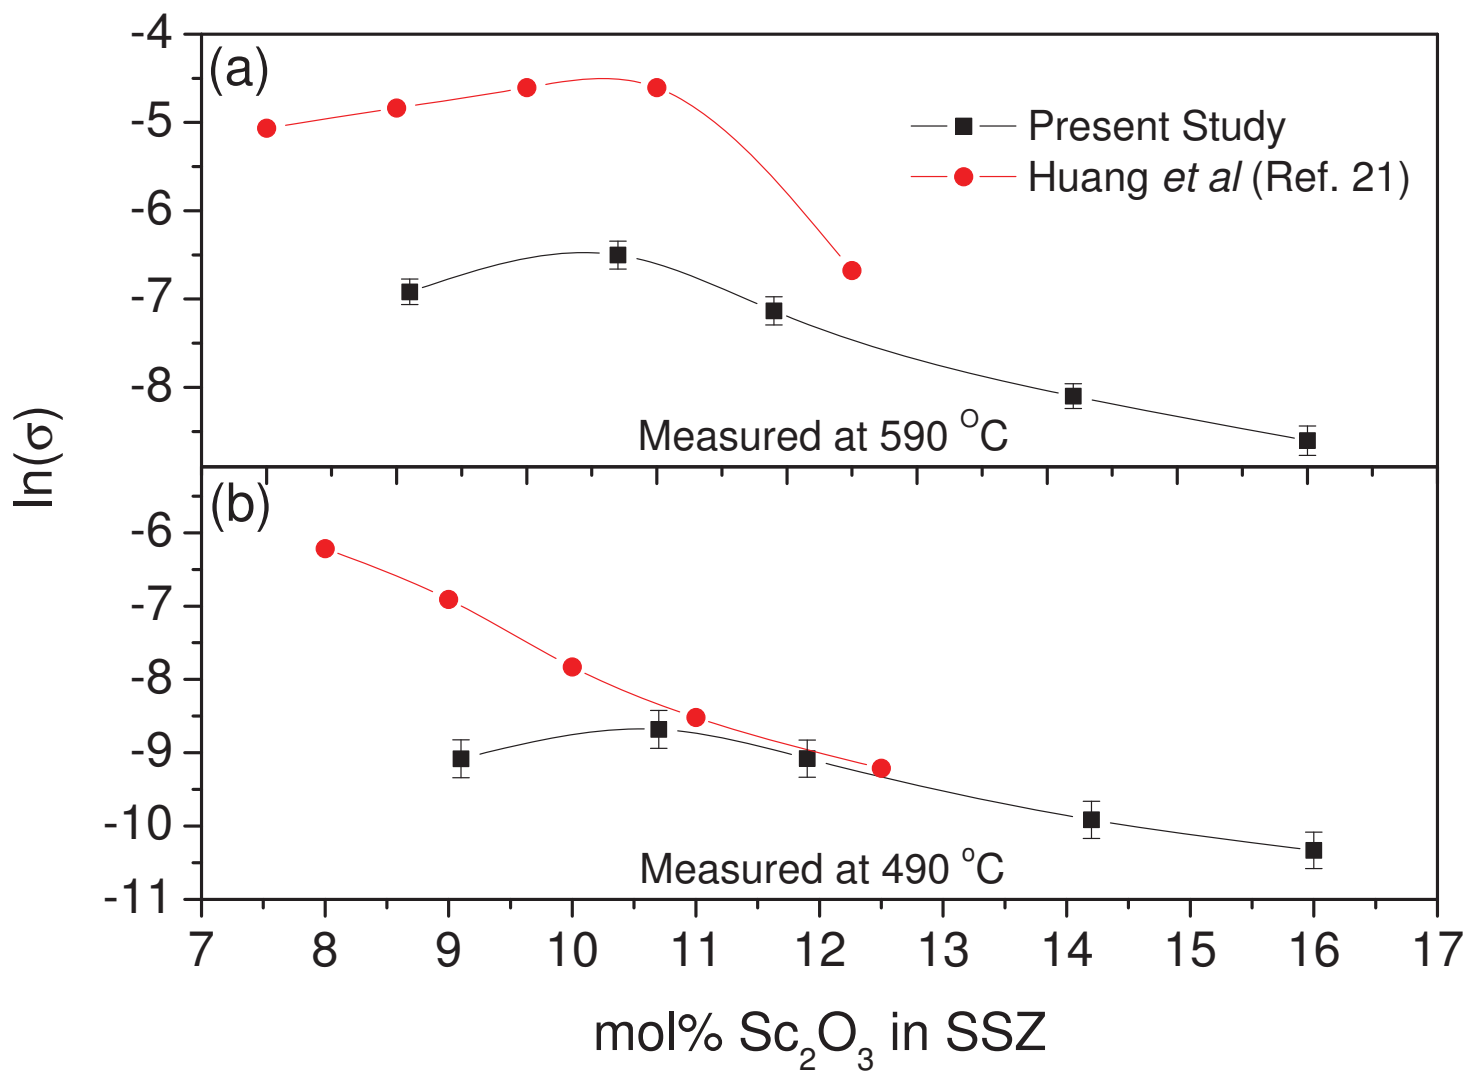 (a)
-4
-5
-6
-7
-8
Present Study
Huang et al (Ref. 21)
Measured at 590 ᴼC
ln(σ)
(b)
-6
-7
-8
-9
-10
-11
Measured at 490 ᵒC
7 8 9 10 11 12 13 14 15 16 17
mol% Sc₂O₃ in SSZ